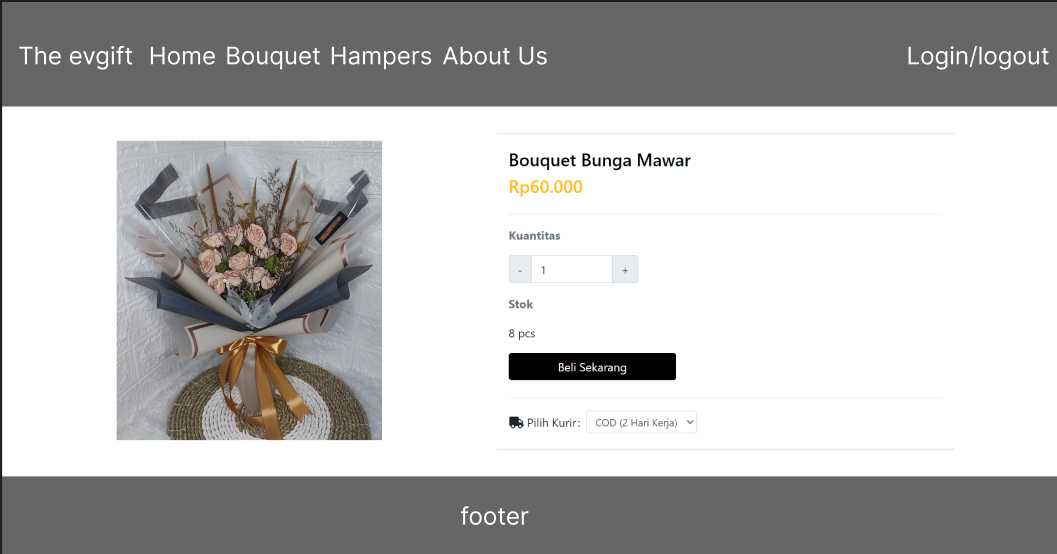 The evgift Home Bouquet Hampers About Us Login/logout
Bouquet Bunga Mawar
Rp60.000
Kuantitas
- 1 +
Stok
8 pcs
Beli Sekarang
Pilih Kurir: COD (2 Hari Kerja)
footer